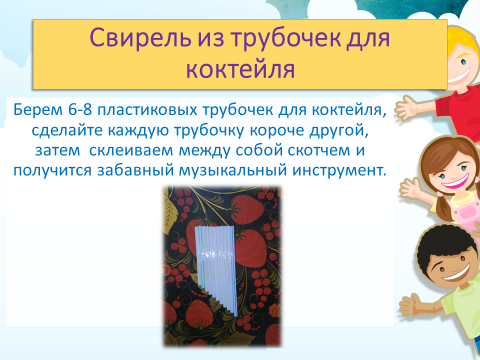 Свирель из трубочек для
коктейля
Берем 6-8 пластиковых трубочек для коктейля,
сделайте каждую трубочку короче другой,
затем склеиваем между собой скотчем и
получится забавный музыкальный инструмент.